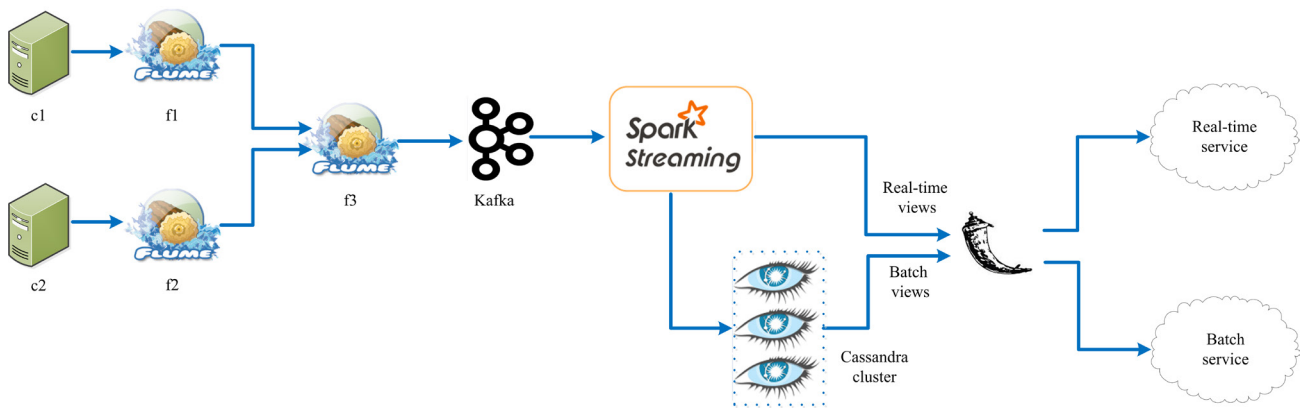 FLUME
c1
f1
FLUME
f3
FLUME
c2
f2
Kafka
Spark
Streaming
Real-time
views
Batch
views
Cassandra
cluster
Real-time
service
Batch
service